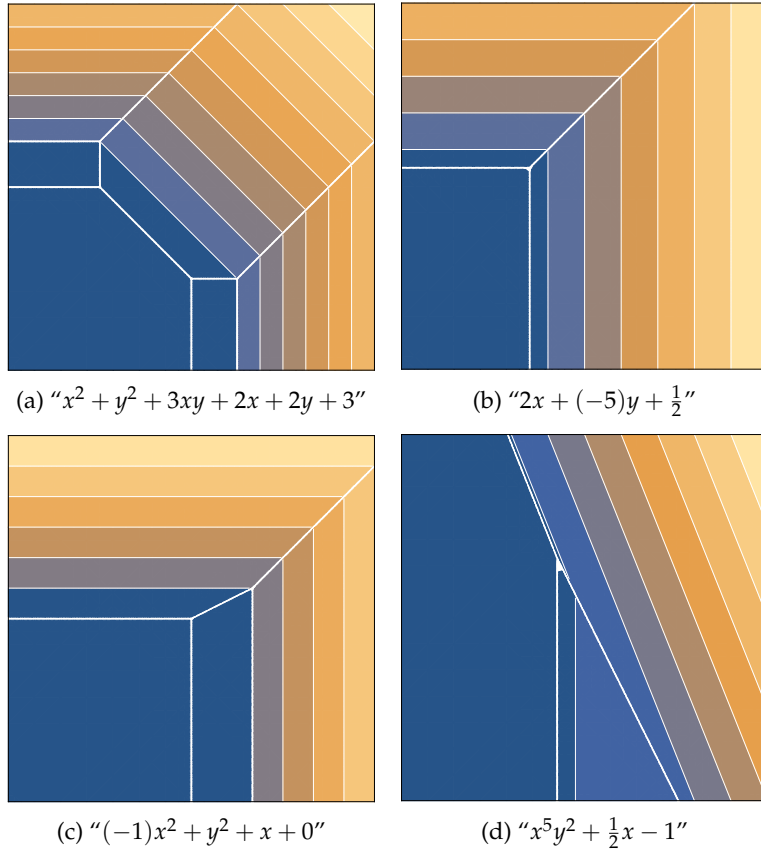 (a) “x² + y² + 3xy + 2x + 2y + 3”
(b) “2x + (−5)y + ½”
(c) “(−1)x² + y² + x + 0”
(d) “x⁵y² + ½x − 1”